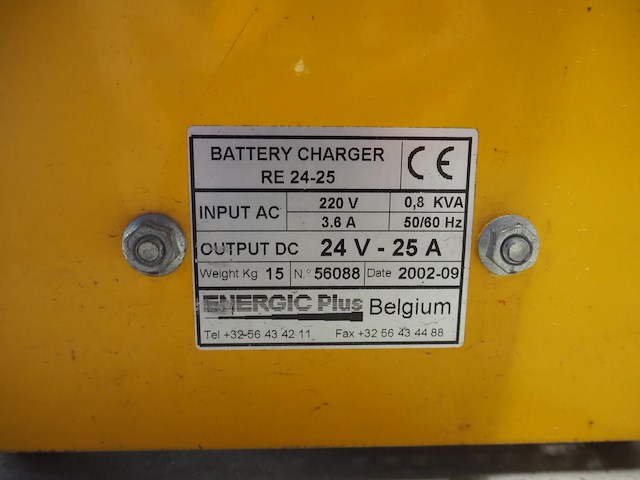 BATTERY CHARGER
RE 24-25
CE
INPUT AC 220 V 0,8 KVA
3.6 A 50/60 Hz
OUTPUT DC 24 V - 25 A
Weight Kg 15 N.° 56088 Date 2002-09
ENERGIC Plus Belgium
Tel +32 56 43 42 11 Fax +32 56 43 44 88